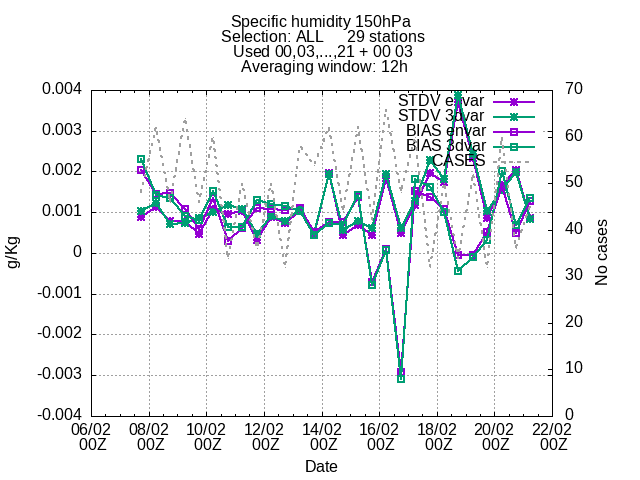 Specific humidity 150hPa
Selection: ALL 29 stations
Used 00,03,...,21 + 00 03
Averaging window: 12h
STDV envar
STDV 3dvar
BIAS envar
BIAS 3dvar
CASES
0.004
0.003
0.002
0.001
0
-0.001
-0.002
-0.003
-0.004
g/Kg
70
60
50
40
30
20
10
0
No cases
06/02 08/02 10/02 12/02 14/02 16/02 18/02 20/02 22/02
00Z 00Z 00Z 00Z 00Z 00Z 00Z 00Z 00Z
Date